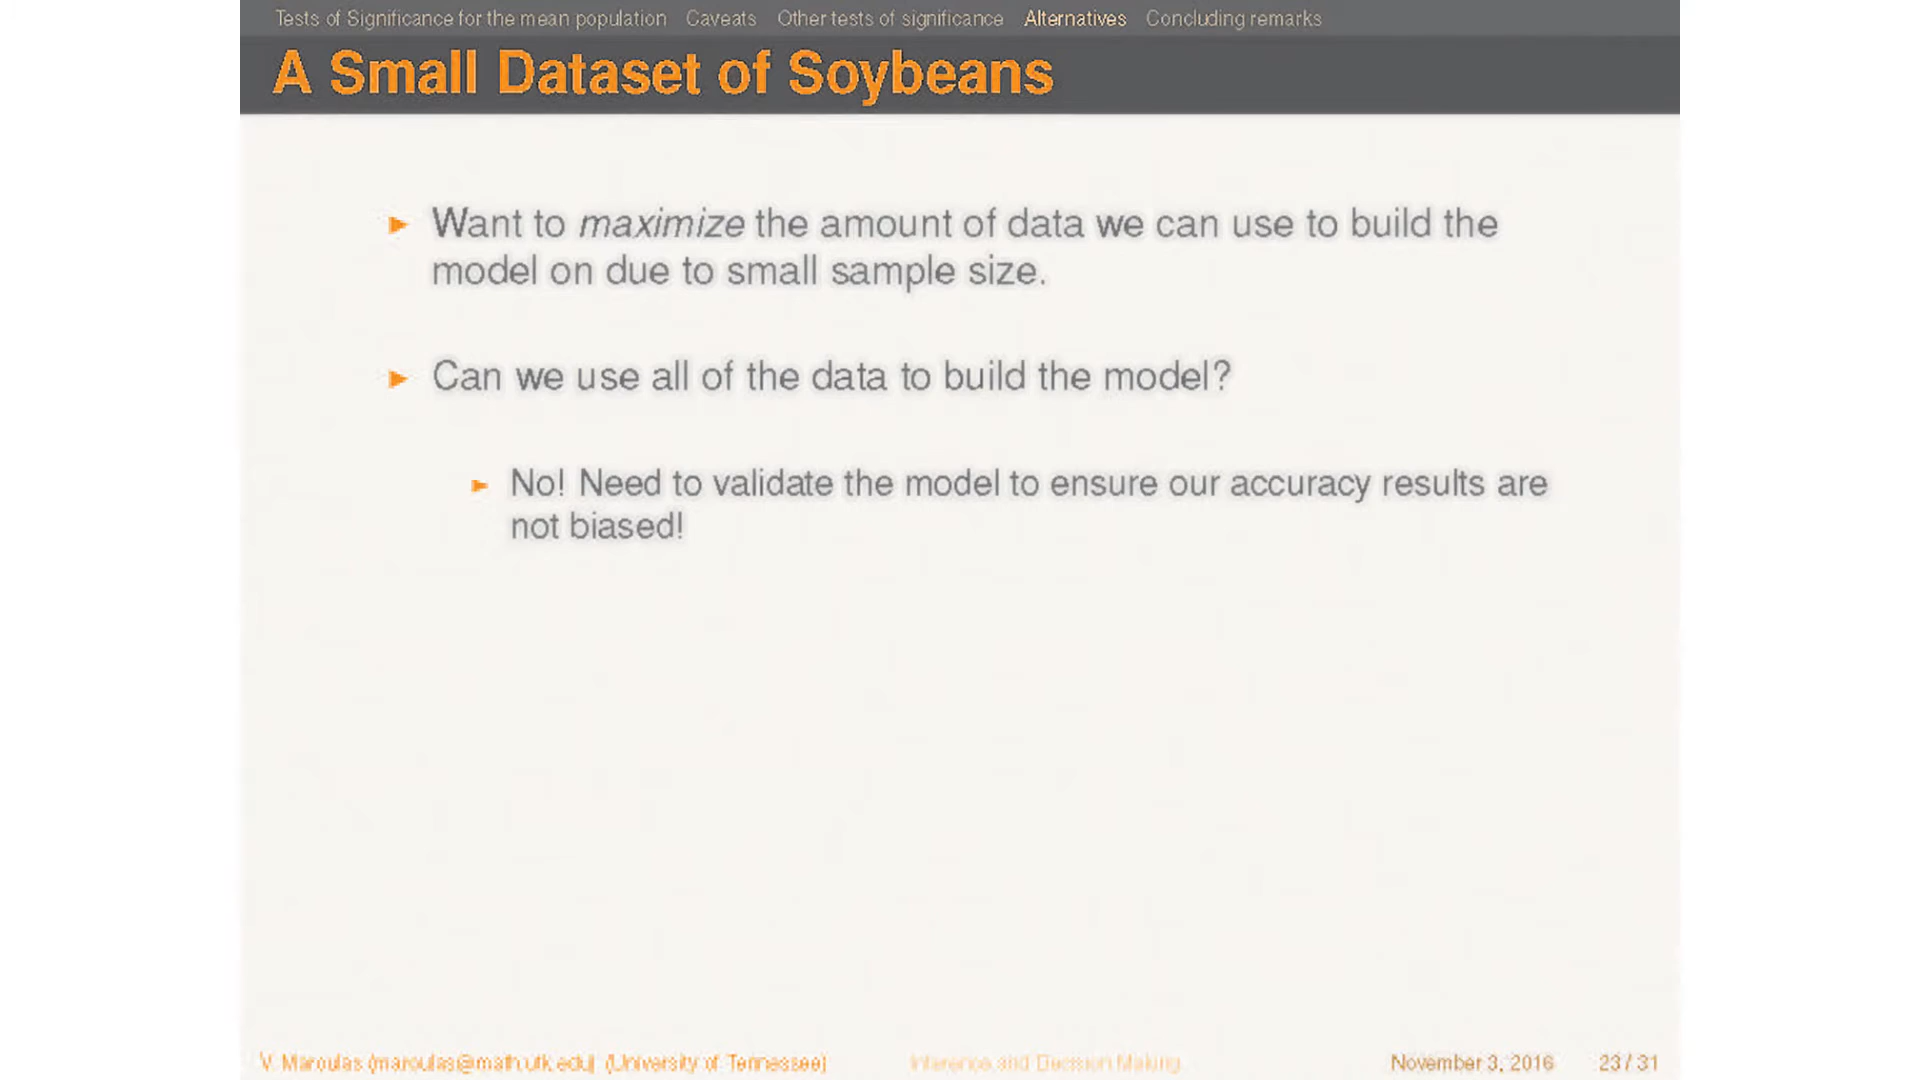 Tests of Significance for the mean population Caveats Other tests of significance Alternatives Concluding remarks
A Small Dataset of Soybeans
Want to maximize the amount of data we can use to build the
model on due to small sample size.
Can we use all of the data to build the model?
No! Need to validate the model to ensure our accuracy results are
not biased!
V. Maroulas (maroulas@math.utk.edu) (University of Tennessee) Inference and Decision Making November 3, 2016 23 / 31